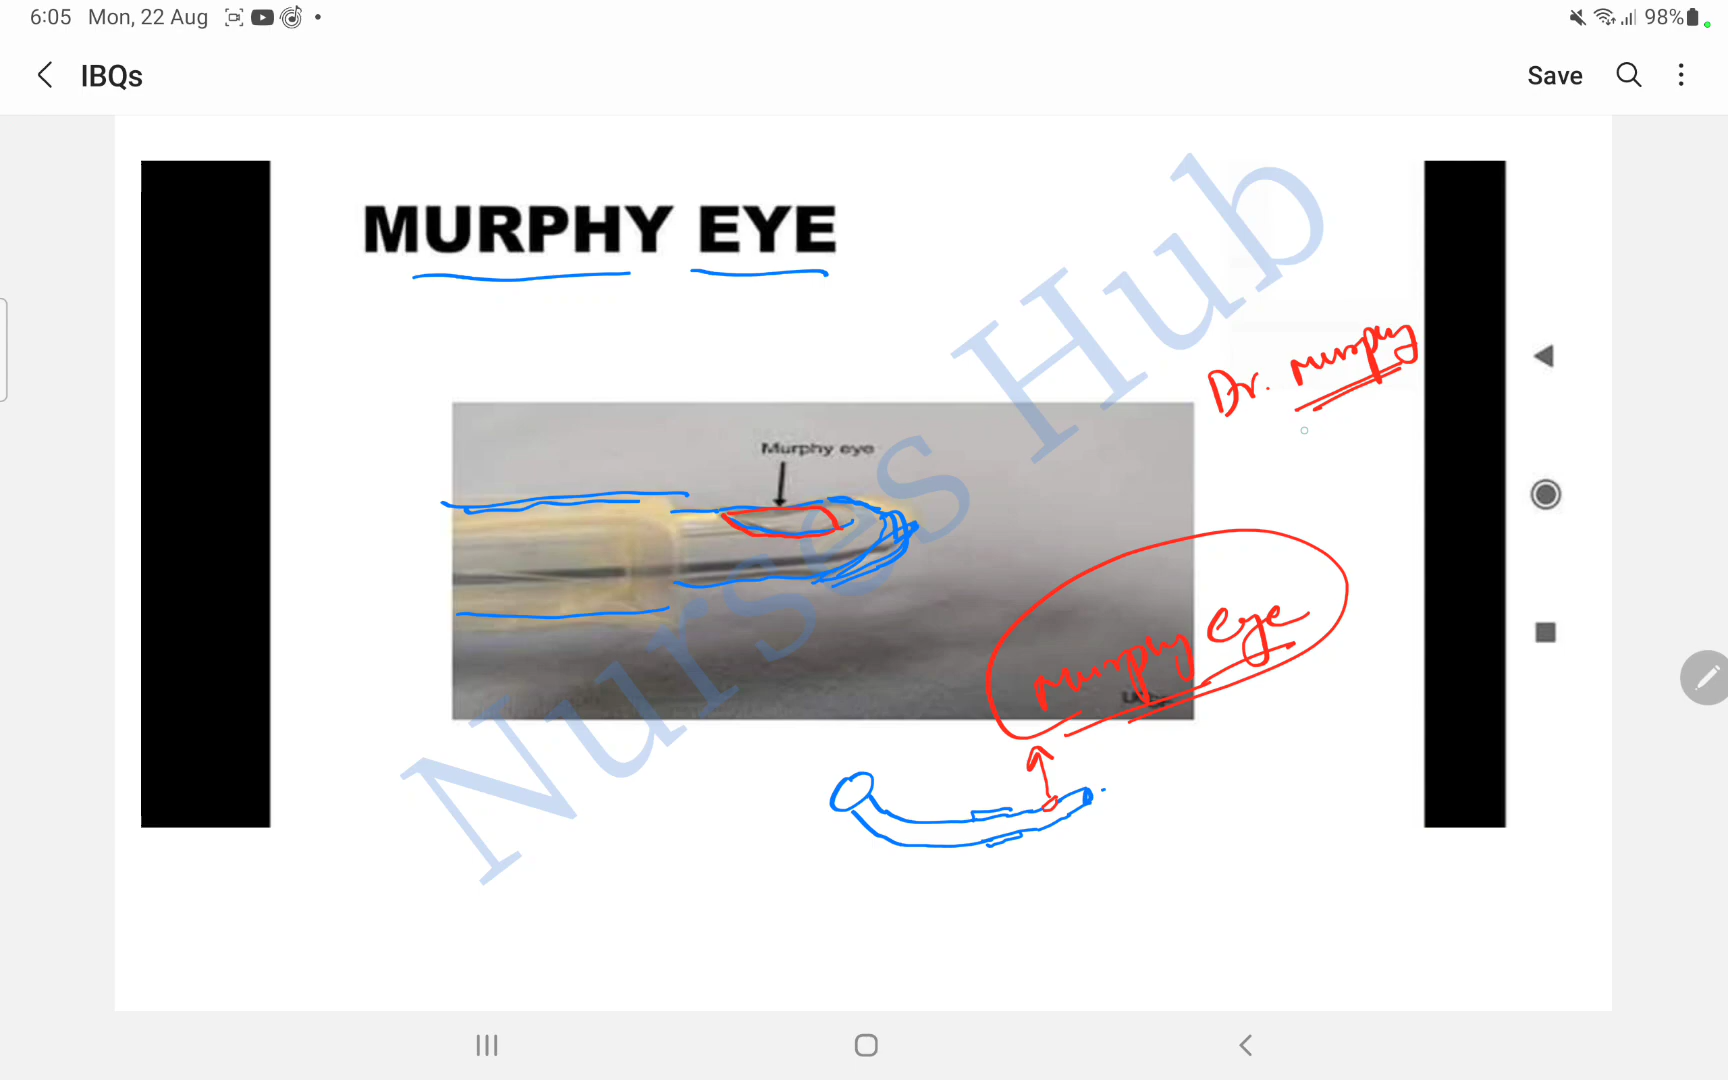 6:05 Mon, 22 Aug 98%
IBQs Save
MURPHY EYE
Nurses Hub
Dr. Murphy
Murphy eye
Murphy eye